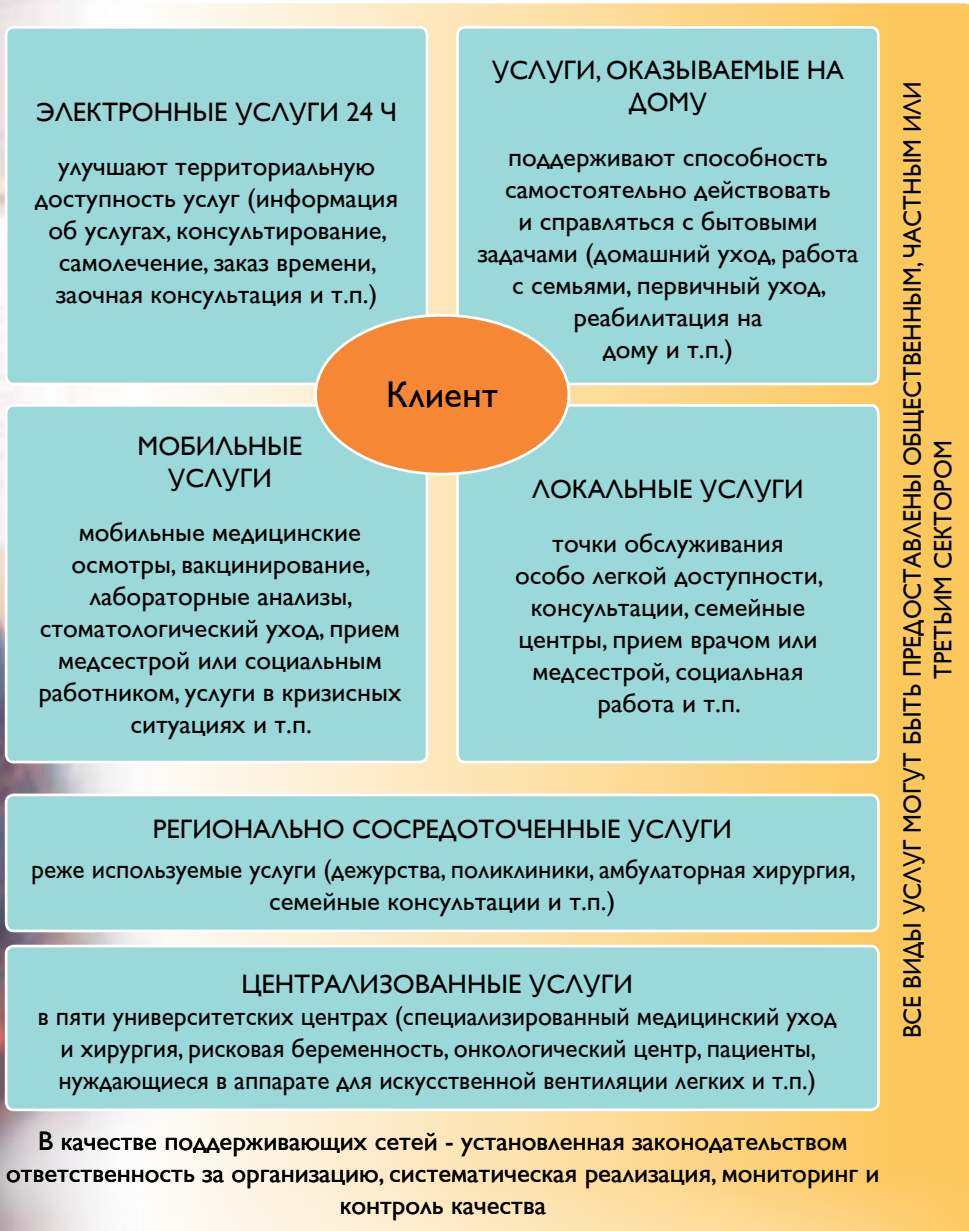 ЭЛЕКТРОННЫЕ УСЛУГИ 24 Ч
улучшают территориальную
доступность услуг (информация
об услугах, консультирование,
самолечение, заказ времени,
заочная консультация и т.п.)
УСЛУГИ, ОКАЗЫВАЕМЫЕ НА
ДОМУ
поддерживают способность
самостоятельно действовать
и справляться с бытовыми
задачами (домашний уход, работа
с семьями, первичный уход,
реабилитация на
дому и т.п.)
Клиент
МОБИЛЬНЫЕ
УСЛУГИ
мобильные медицинские
осмотры, вакцинирование,
лабораторные анализы,
стоматологический уход, прием
медсестрой или социальным
работником, услуги в кризисных
ситуациях и т.п.
ЛОКАЛЬНЫЕ УСЛУГИ
точки обслуживания
особо легкой доступности,
консультации, семейные
центры, прием врачом или
медсестрой, социальная
работа и т.п.
РЕГИОНАЛЬНО СОСРЕДОТОЧЕННЫЕ УСЛУГИ
реже используемые услуги (дежурства, поликлиники, амбулаторная хирургия,
семейные консультации и т.п.)
ЦЕНТРАЛИЗОВАННЫЕ УСЛУГИ
в пяти университетских центрах (специализированный медицинский уход
и хирургия, рисковая беременность, онкологический центр, пациенты,
нуждающиеся в аппарате для искусственной вентиляции легких и т.п.)
В качестве поддерживающих сетей - установленная законодательством
ответственность за организацию, систематическая реализация, мониторинг и
контроль качества
ВСЕ ВИДЫ УСЛУГ МОГУТ БЫТЬ ПРЕДОСТАВЛЕНЫ ОБЩЕСТВЕННЫМ, ЧАСТНЫМ ИЛИ
ТРЕТЬИМ СЕКТОРОМ